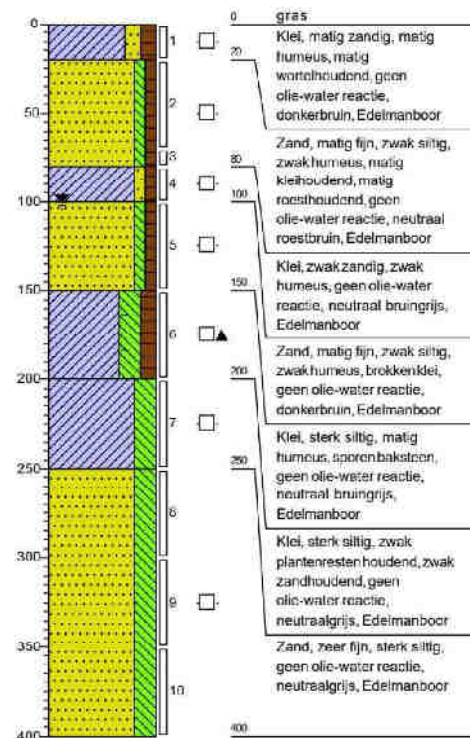 0
50
100
150
200
250
300
350
400
1
2
3
4
5
6
7
8
9
10
0
20
80
100
150
200
250
400
gras
Klei, matig zandig, matig
humeus, matig
wortelhoudend, geen
olie-water reactie,
donkerbruin, Edelmanboor
Zand, matig fijn, zwak siltig,
zwak humeus, matig
kleihoudend, matig
roesthoudend, geen
olie-water reactie, neutraal
roestbruin, Edelmanboor
Klei, zwak zandig, zwak
humeus, geen olie-water
reactie, neutraal bruingrijs,
Edelmanboor
Zand, matig fijn, zwak siltig,
zwak humeus, brokken klei,
geen olie-water reactie,
donkerbruin, Edelmanboor
Klei, sterk siltig, matig
humeus, sporen baksteen,
geen olie-water reactie,
neutraal bruingrijs,
Edelmanboor
Klei, sterk siltig, zwak
plantenresten houdend, zwak
zandhoudend, geen
olie-water reactie,
neutraalgrijs, Edelmanboor
Zand, zeer fijn, sterk siltig,
geen olie-water reactie,
neutraalgrijs, Edelmanboor